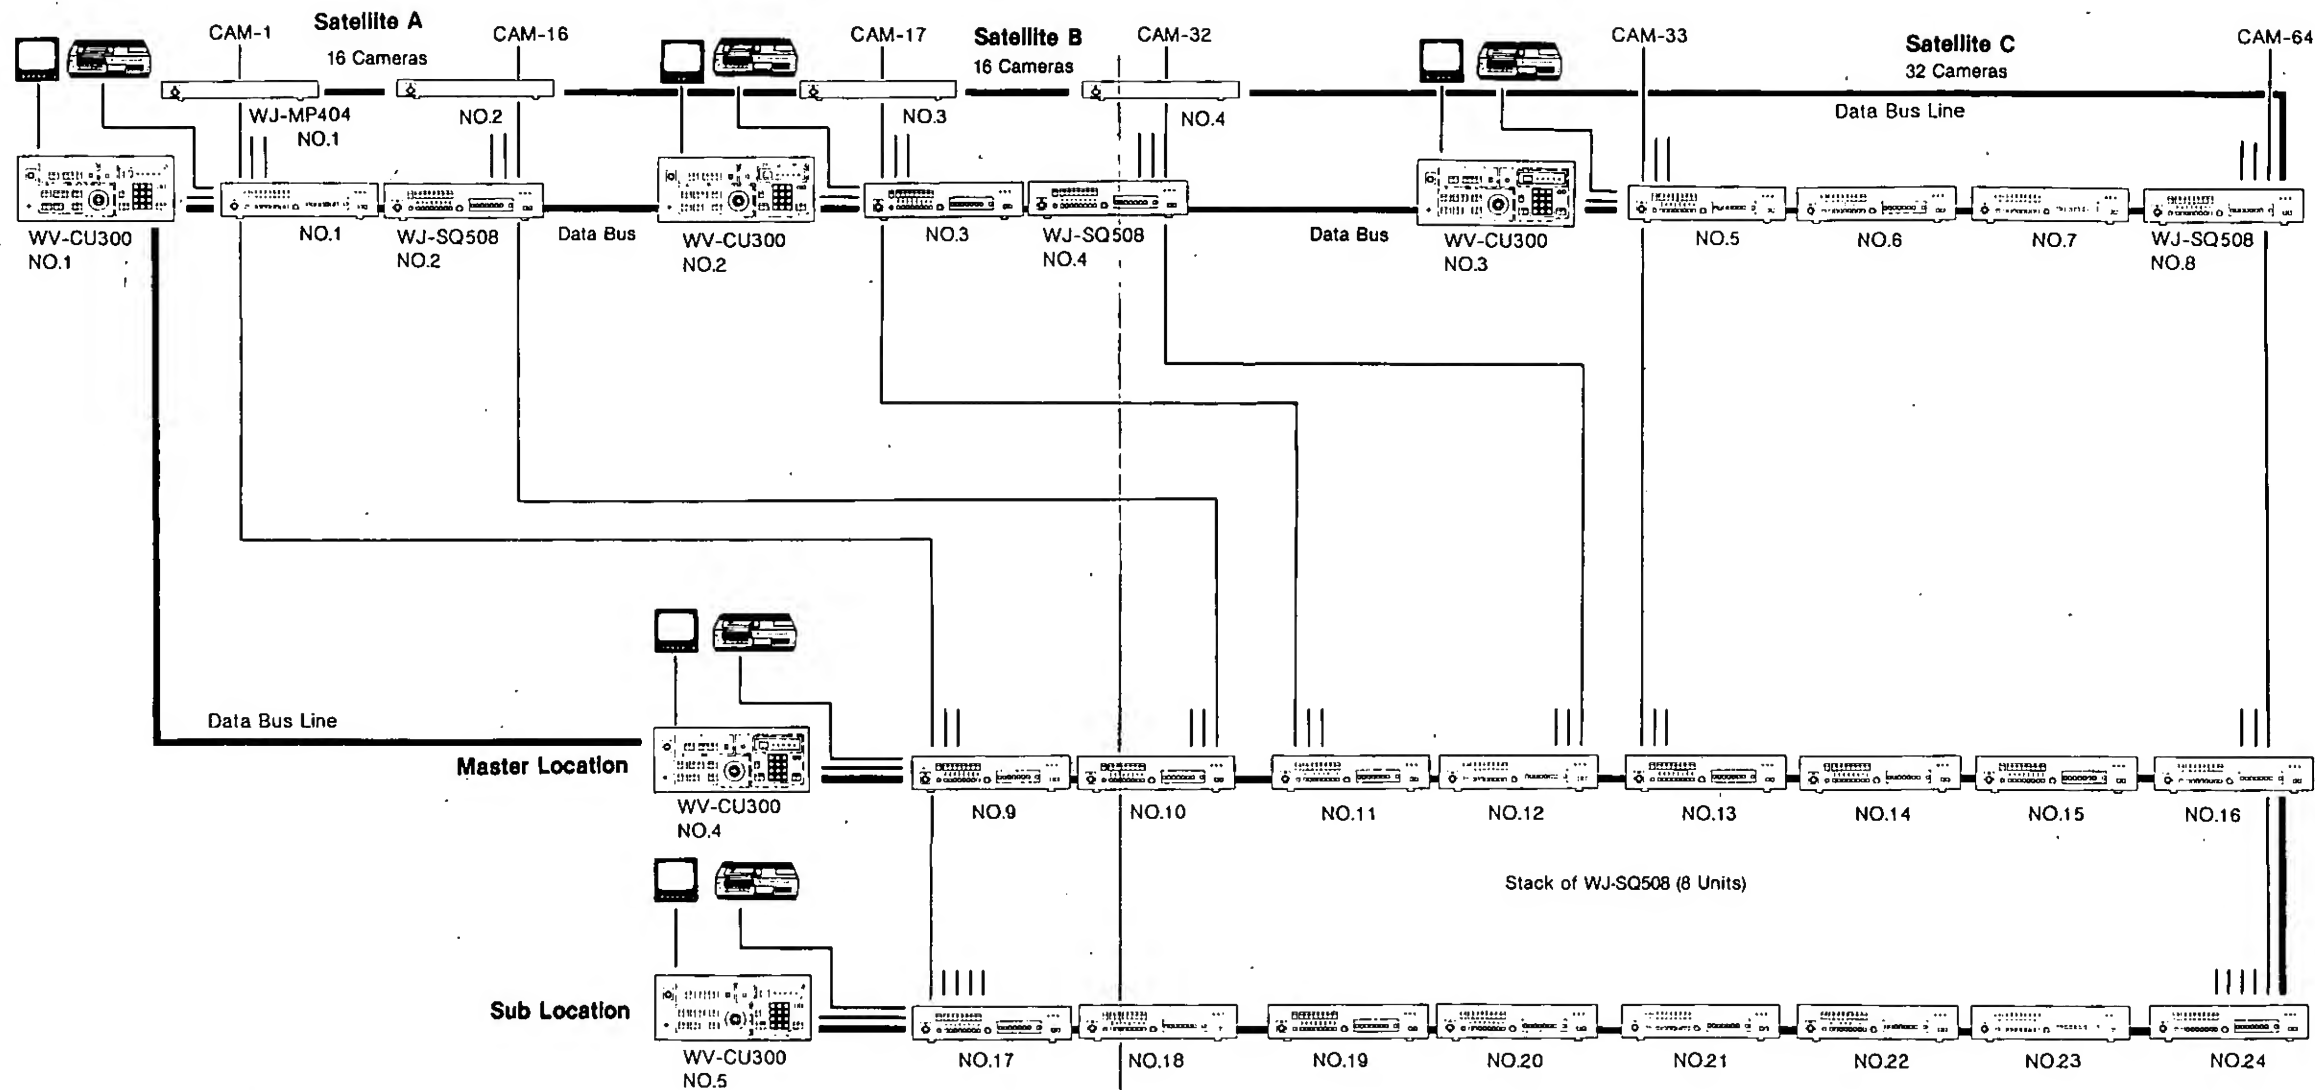 Satellite A
16 Cameras
CAM-1
CAM-16
CAM-17
Satellite B
16 Cameras
CAM-32
CAM-33
Satellite C
32 Cameras
CAM-64
WJ-MP404
NO.1
NO.2
NO.3
NO.4
Data Bus Line
WV-CU300
NO.1
NO.1
WJ-SQ508
NO.2
Data Bus
WV-CU300
NO.2
NO.3
WJ-SQ508
NO.4
Data Bus
WV-CU300
NO.3
NO.5
NO.6
NO.7
WJ-SQ508
NO.8
Data Bus Line
Master Location
WV-CU300
NO.4
NO.9
NO.10
NO.11
NO.12
NO.13
NO.14
NO.15
NO.16
Stack of WJ-SQ508 (8 Units)
Sub Location
WV-CU300
NO.5
NO.17
NO.18
NO.19
NO.20
NO.21
NO.22
NO.23
NO.24